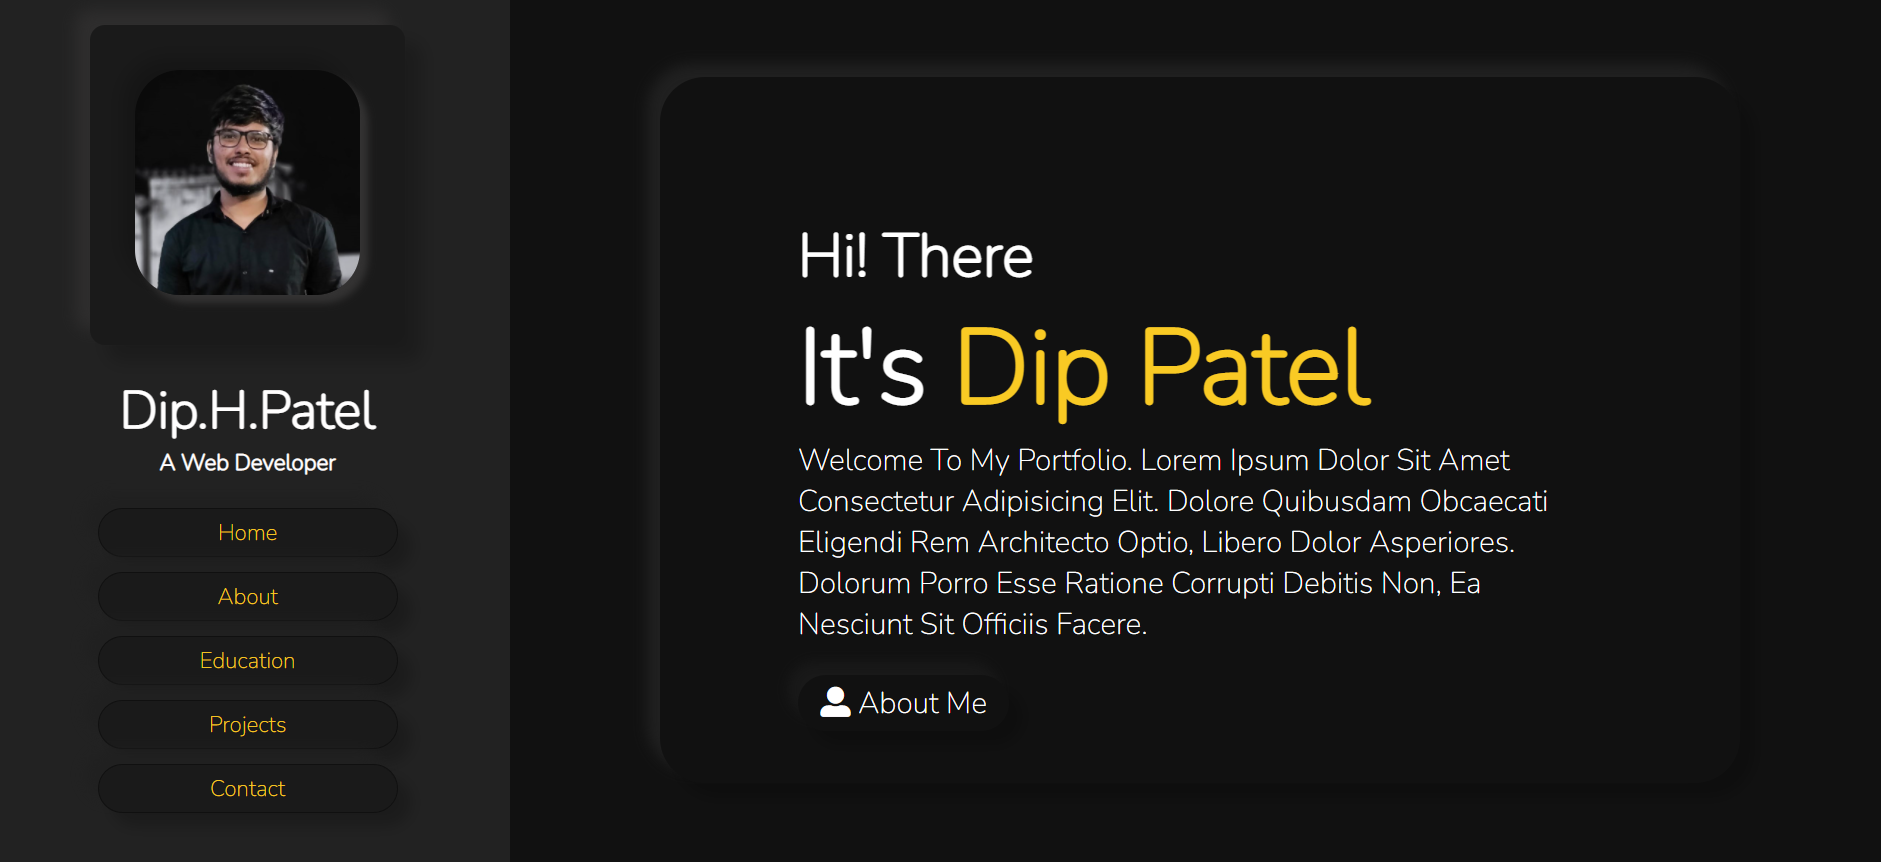 Dip.H.Patel
A Web Developer
Home
About
Education
Projects
Contact
Hi! There
It's Dip Patel
Welcome To My Portfolio. Lorem Ipsum Dolor Sit Amet
Consectetur Adipisicing Elit. Dolore Quibusdam Obcaecati
Eligendi Rem Architecto Optio, Libero Dolor Asperiores.
Dolorum Porro Esse Ratione Corrupti Debitis Non, Ea
Nesciunt Sit Officiis Facere.
About Me